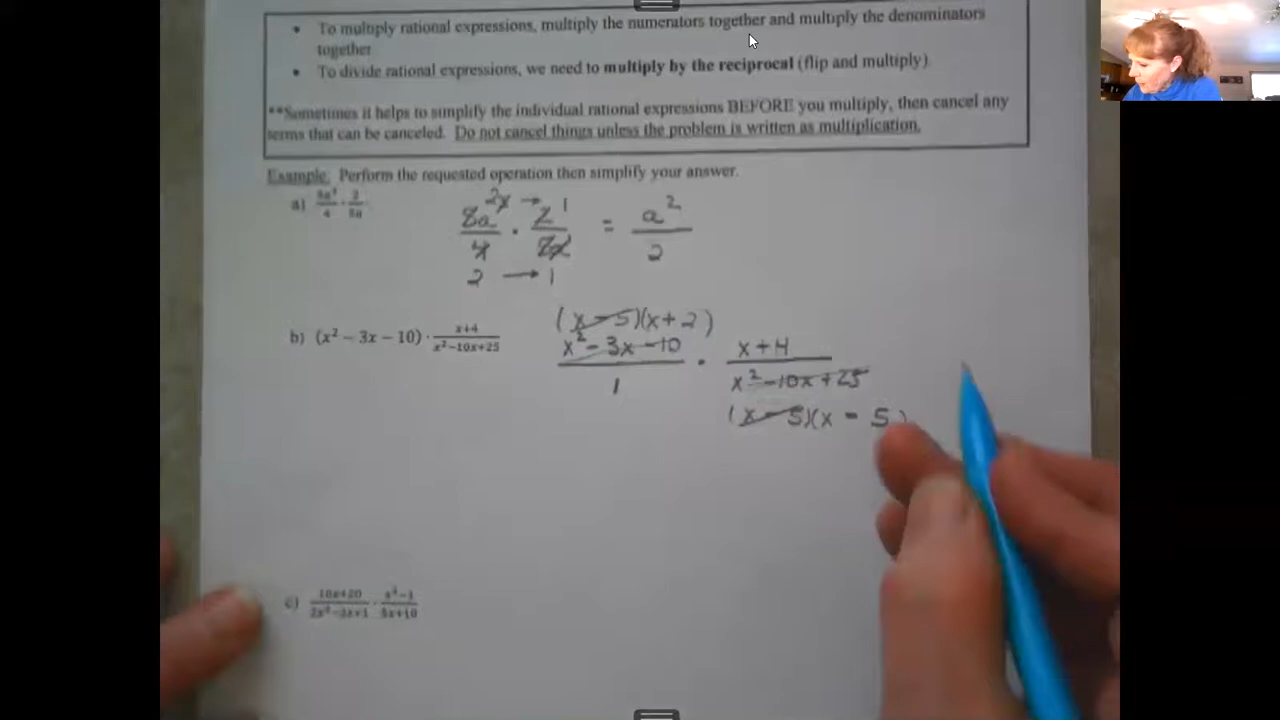 • To multiply rational expressions, multiply the numerators together and multiply the denominators
together
• To divide rational expressions, we need to multiply by the reciprocal (flip and multiply).
**Sometimes it helps to simplify the individual rational expressions BEFORE you multiply, then cancel any
terms that can be canceled. Do not cancel things unless the problem is written as multiplication.
Example. Perform the requested operation then simplify your answer.
a)
2 → 1
= a² / 2
2 → 1
(x - 5)(x + 2)
b) (x² − 3x − 10) · x+4 / x²−10x+25
x² - 3x - 10 / 1 · x + 4 / x² - 10x + 25
(x - 5)(x - 5)
c)